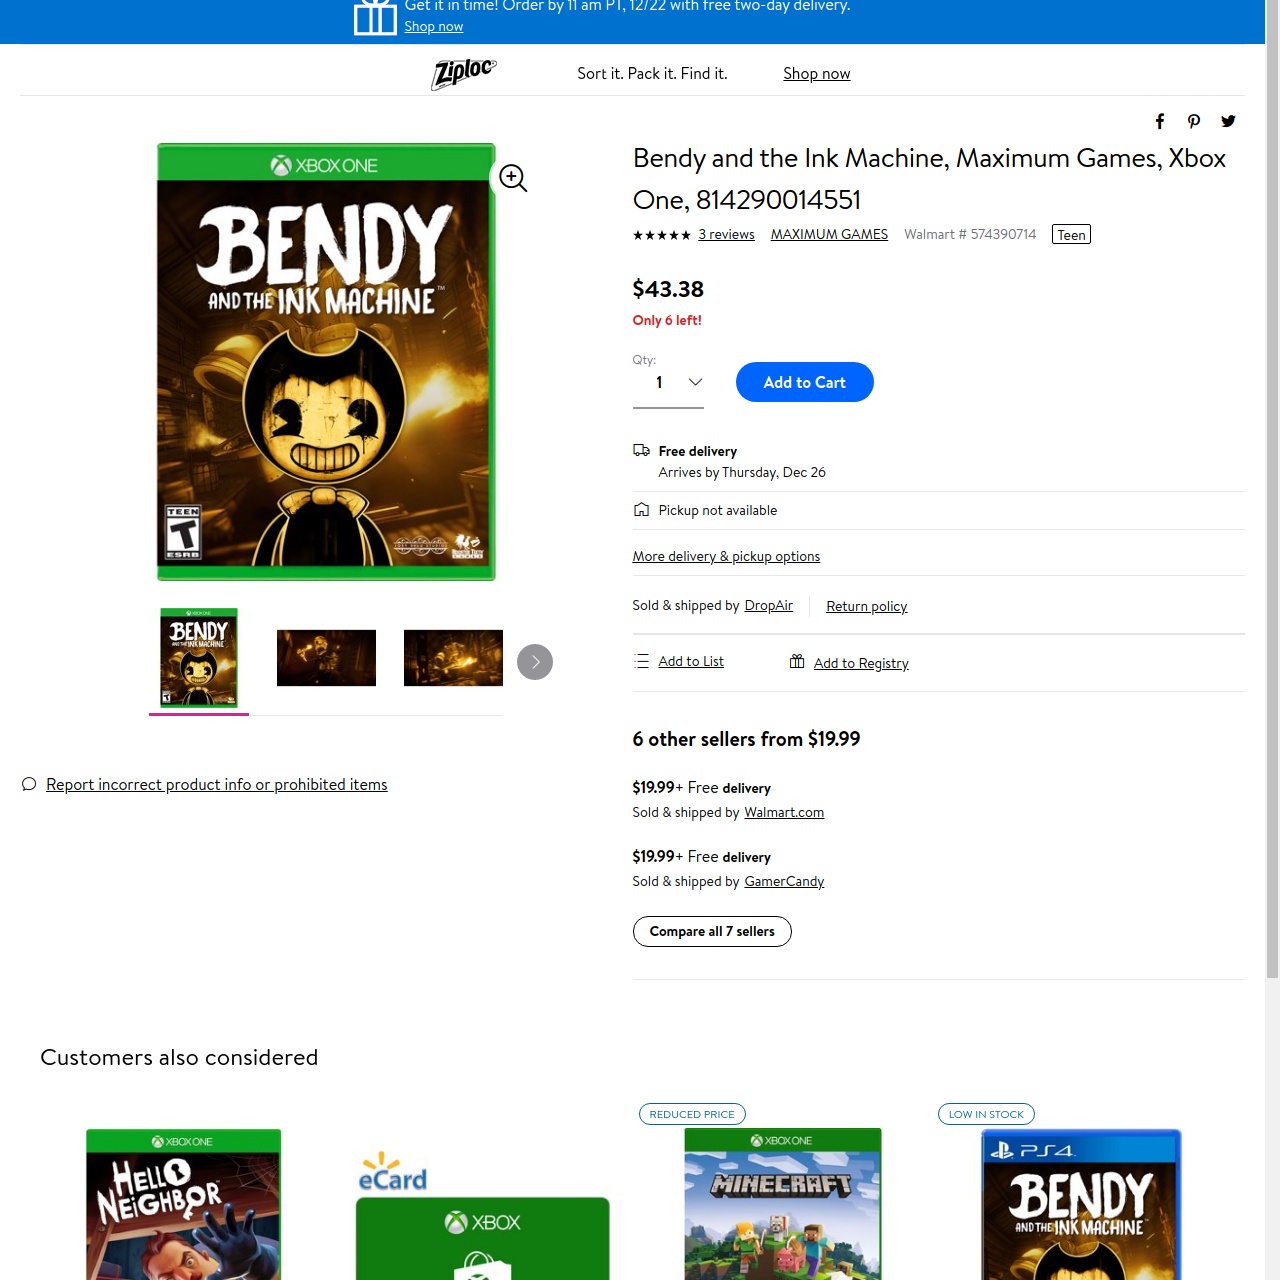 Get it in time! Order by 11 am PT, 12/22 with free two-day delivery.
Shop now
Ziploc
Sort it. Pack it. Find it.
Shop now
XBOX ONE
BENDY
AND THE INK MACHINE™
TEEN
T
ESRB
Bendy and the Ink Machine, Maximum Games, Xbox
One, 814290014551
3 reviews
MAXIMUM GAMES
Walmart # 574390714
Teen
$43.38
Only 6 left!
Qty:
1
Add to Cart
Free delivery
Arrives by Thursday, Dec 26
Pickup not available
More delivery & pickup options
Sold & shipped by DropAir
Return policy
Add to List
Add to Registry
XBOX ONE
BENDY
AND THE INK MACHINE
6 other sellers from $19.99
$19.99+ Free delivery
Sold & shipped by Walmart.com
$19.99+ Free delivery
Sold & shipped by GamerCandy
Compare all 7 sellers
Report incorrect product info or prohibited items
Customers also considered
XBOX ONE
HELLO
NEIGHBOR
eCard
XBOX
REDUCED PRICE
XBOX ONE
MINECRAFT
LOW IN STOCK
PS4
BENDY
AND THE INK MACHINE